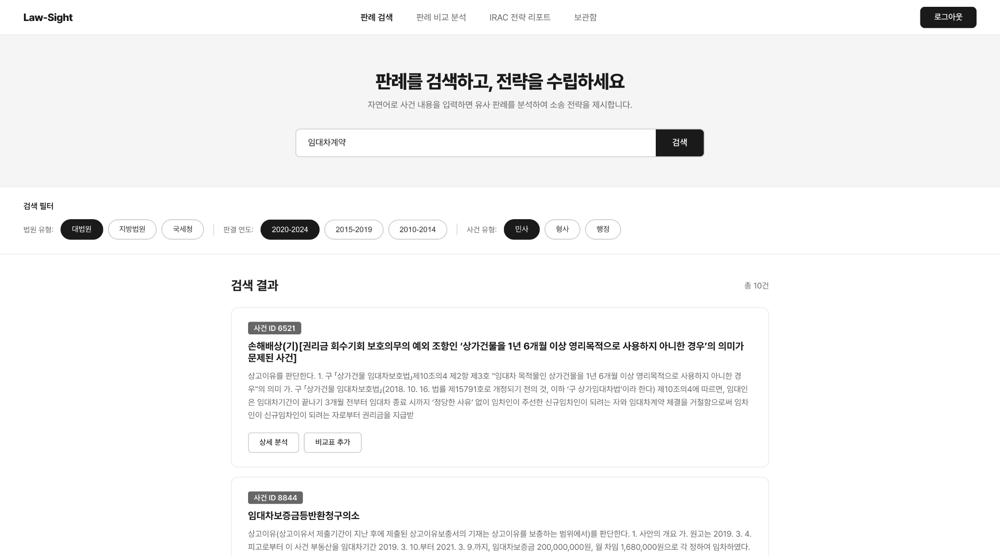 Law-Sight
판례 검색
판례 비교 분석
IRAC 전략 리포트
보관함
로그아웃
판례를 검색하고, 전략을 수립하세요
자연어로 사건 내용을 입력하면 유사 판례를 분석하여 소송 전략을 제시합니다.
임대차계약
검색
검색 필터
법원 유형:
대법원
지방법원
국세청
판결 연도:
2020-2024
2015-2019
2010-2014
사건 유형:
민사
형사
행정
검색 결과
총 10건
사건 ID 6521
손해배상(기)[권리금 회수기회 보호의무의 예외 조항인 ‘상가건물을 1년 6개월 이상 영리목적으로 사용하지 아니한 경우’의 의미가
문제된 사건]
상고이유를 판단한다. 1. 구 「상가건물 임대차보호법」제10조의4 제2항 제3호 "임대차 목적물인 상가건물을 1년 6개월 이상 영리목적으로 사용하지 아니한 경
우"의 의미 가. 구 「상가건물 임대차보호법」(2018. 10. 16. 법률 제15791호로 개정되기 전의 것, 이하 ‘구 상가임대차법’이라 한다) 제10조의4에 따르면, 임대인
은 임대차기간이 끝나기 3개월 전부터 임대차 종료 시까지 ‘정당한 사유’ 없이 임차인이 주선한 신규임차인이 되려는 자와 임대차계약 체결을 거절함으로써 임차
인이 신규임차인이 되려는 자로부터 권리금을 지급받
상세 분석
비교표 추가
사건 ID 8844
임대차보증금등반환청구의소
상고이유(상고이유서 제출기간이 지난 후에 제출된 상고이유보충서의 기재는 상고이유를 보충하는 범위에서)를 판단한다. 1. 사안의 개요 가. 원고는 2019. 3. 4.
피고로부터 이 사건 부동산을 임대차기간 2019. 3. 10.부터 2021. 3. 9.까지, 임대차보증금 200,000,000원, 월 차임 1,680,000원으로 각 정하여 임차하였다.